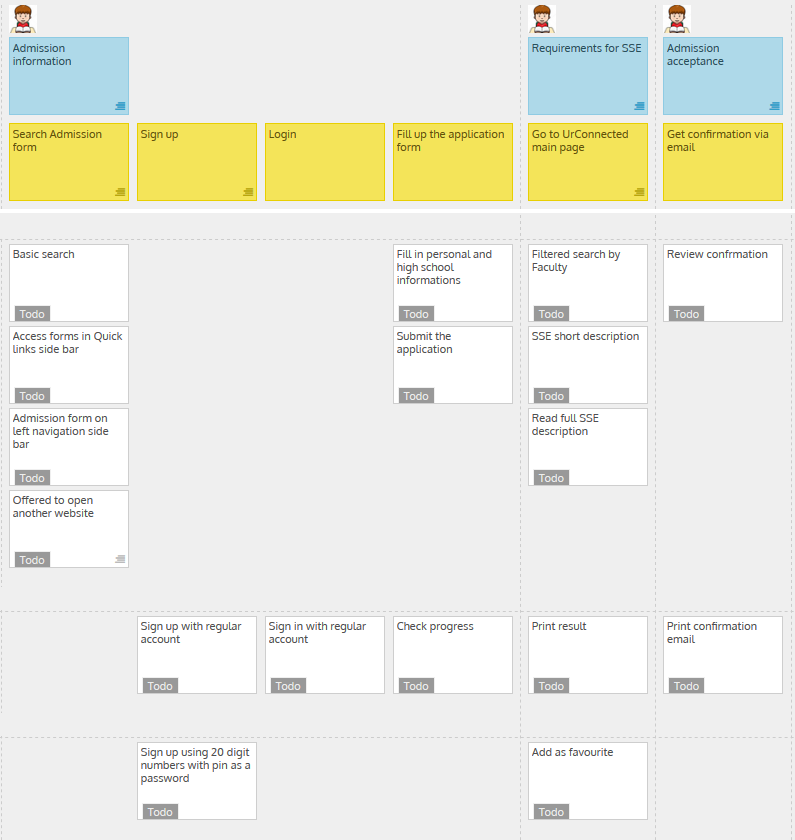 Admission
information
Requirements for SSE
Admission
acceptance
Search Admission
form
Sign up
Login
Fill up the application
form
Go to UrConnected
main page
Get confirmation via
email
Basic search
Todo
Fill in personal and
high school
informations
Todo
Filtered search by
Faculty
Todo
Review confrmation
Todo
Access forms in Quick
links side bar
Todo
Submit the
application
Todo
SSE short description
Todo
Admission form on
left navigation side
bar
Todo
Read full SSE
description
Todo
Offered to open
another website
Todo
Sign up with regular
account
Todo
Sign in with regular
account
Todo
Check progress
Todo
Print result
Todo
Print confirmation
email
Todo
Sign up using 20 digit
numbers with pin as a
password
Todo
Add as favourite
Todo